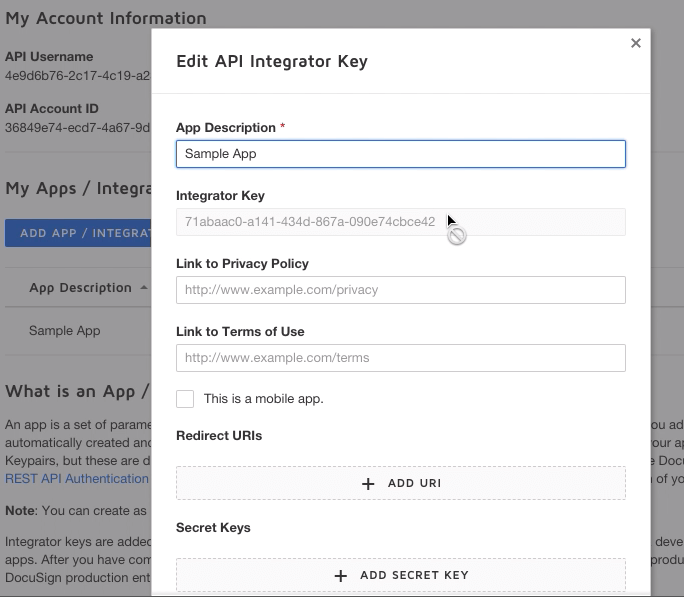 My Account Information
API Username
4e9d6b76-2c17-4c19-a2
API Account ID
36849e74-ecd7-4a67-9d
My Apps / Integra
ADD APP / INTEGRAT
App Description
Sample App
What is an App /
An app is a set of parame
automatically created and
Keypairs, but these are d
REST API Authentication
Note: You can create as
Integrator keys are added
apps. After you have com
DocuSign production ent
Edit API Integrator Key
×
App Description *
Sample App
Integrator Key
71abaac0-a141-434d-867a-090e74cbce42
Link to Privacy Policy
http://www.example.com/privacy
Link to Terms of Use
http://www.example.com/terms
This is a mobile app.
Redirect URIs
+ ADD URI
Secret Keys
+ ADD SECRET KEY
ou ad
our ap
e Docu
of yo
deve
produ